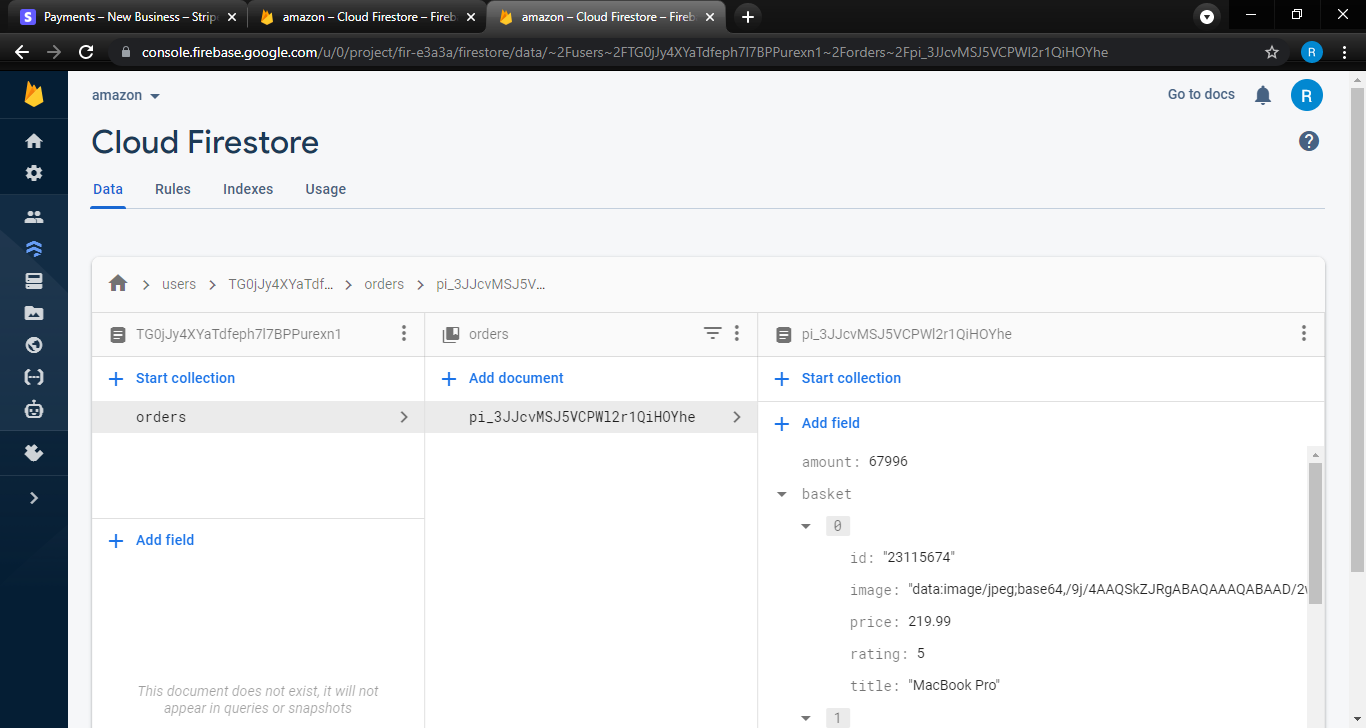 S Payments – New Business – Strip
amazon – Cloud Firestore – Fireb
amazon – Cloud Firestore – Fireb
console.firebase.google.com/u/0/project/fir-e3a3a/firestore/data/~2Fusers~2FTG0jJy4XYaTdfeph7l7BPPurexn1~2Forders~2Fpi_3JJcvMSJ5VCPWl2r1QiHOYhe
R
amazon
Go to docs
R
Cloud Firestore
?
Data Rules Indexes Usage
users
TG0jJy4XYaTdf...
orders
pi_3JJcvMSJ5V...
TG0jJy4XYaTdfeph7l7BPPurexn1
orders
pi_3JJcvMSJ5VCPWl2r1QiHOYhe
Start collection
Add document
Start collection
orders
pi_3JJcvMSJ5VCPWl2r1QiHOYhe
Add field
amount: 67996
basket
0
id: "23115674"
image: "data:image/jpeg;base64,/9j/4AAQSkZJRgABAQAAAQABAAD/2
price: 219.99
rating: 5
title: "MacBook Pro"
1
Add field
This document does not exist, it will not
appear in queries or snapshots